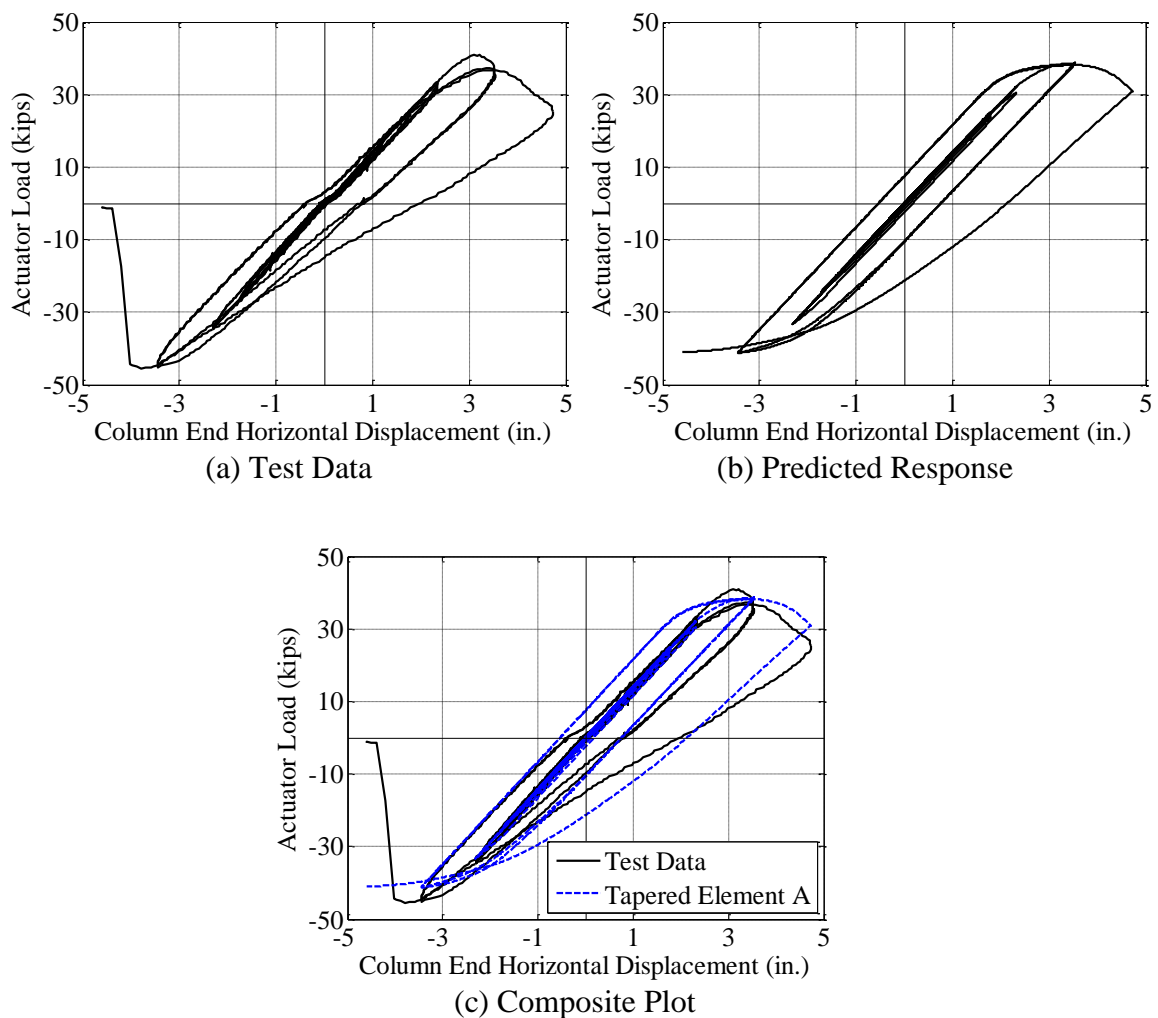 50
30
10
-10
-30
-50
-5 -3 -1 1 3 5
Actuator Load (kips)
Column End Horizontal Displacement (in.)
(a) Test Data
50
30
10
-10
-30
-50
-5 -3 -1 1 3 5
Actuator Load (kips)
Column End Horizontal Displacement (in.)
(b) Predicted Response
50
30
10
-10
-30
-50
-5 -3 -1 1 3 5
Actuator Load (kips)
Test Data
Tapered Element A
Column End Horizontal Displacement (in.)
(c) Composite Plot